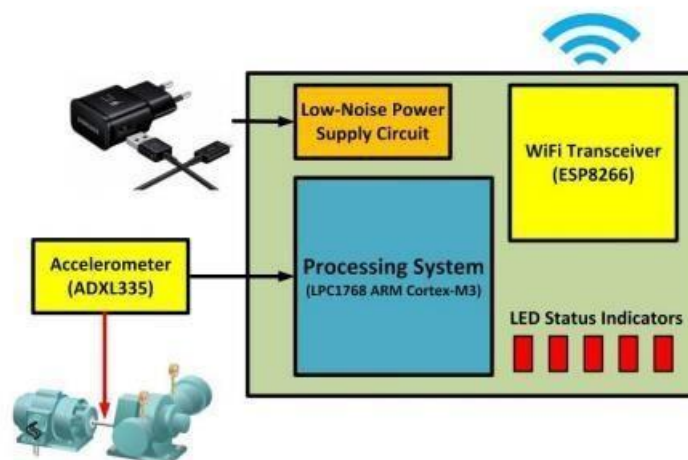 Low-Noise Power
Supply Circuit
WiFi Transceiver
(ESP8266)
Accelerometer
(ADXL335)
Processing System
(LPC1768 ARM Cortex-M3)
LED Status Indicators